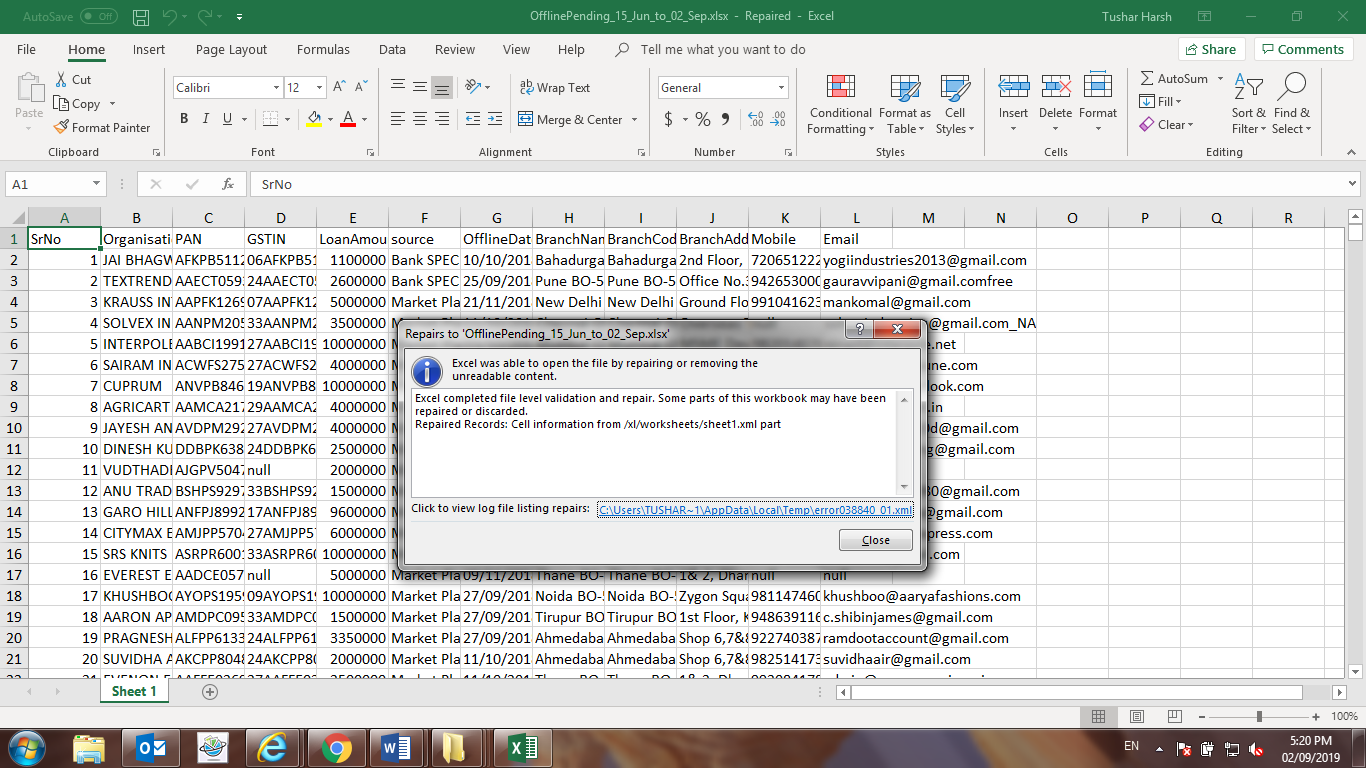 AutoSave Off OfflinePending_15_Jun_to_02_Sep.xlsx - Repaired - Excel Tushar Harsh
File Home Insert Page Layout Formulas Data Review View Help Tell me what you want to do Share Comments
Paste Cut Copy Format Painter
Calibri 12
B I U A
Wrap Text
Merge & Center
General
$ % 9
Conditional Formatting Format as Table Cell Styles
Insert Delete Format
AutoSum Fill Clear
Sort & Filter Find & Select
Clipboard Font Alignment Number Styles Cells Editing
A1 fx SrNo
A B C D E F G H I J K L M N O P Q R
1 SrNo Organisati PAN GSTIN LoanAmou source OfflineDat BranchNam BranchCod BranchAdd Mobile Email
2 1 JAI BHAGW AFKPB5112 06AFKPB51 1100000 Bank SPEC 10/10/201 Bahadurga Bahadurga 2nd Floor, 720651222 yogiindustries2013@gmail.com
3 2 TEXTREND AAECT059 24AAECT05 2600000 Bank SPEC 25/09/201 Pune BO-5 Pune BO-5 Office No.3 942653000 gauravvipani@gmail.comfree
4 3 KRAUSS IN AAPFK1269 07AAPFK12 5000000 Market Pla 21/11/201 New Delhi New Delhi Ground Flo 991041623 mankomal@gmail.com
5 4 SOLVEX IN AANPM205 33AANPM2 3500000 @gmail.com_NA
6 5 INTERPOLE AABCI1991 27AABCI19 10000000 .net
7 6 SAIRAM IN ACWFS275 27ACWFS2 4000000 une.com
8 7 CUPRUM ANVPB846 19ANVPB8 10000000 look.com
9 8 AGRICART AAMCA217 29AAMCA2 4000000 .in
10 9 JAYESH AN AVDPM292 27AVDPM2 4000000 d@gmail.com
11 10 DINESH KU DDBPK638 24DDBPK6 2500000 g@gmail.com
12 11 VUDTHADI AJGPV5047 null 2000000
13 12 ANU TRAD BSHPS9297 33BSHPS92 1500000 30@gmail.com
14 13 GARO HILL ANFPJ8992 17ANFPJ89 9600000 @gmail.com
15 14 CITYMAX E AMJPP5704 27AMJPP57 6000000 press.com
16 15 SRS KNITS ASRPR6001 33ASRPR60 10000000 .com
17 16 EVEREST E AADCE057 null 5000000 Market Pla 09/11/201 Thane BO- Thane BO- 1& 2, Dhar null null
18 17 KHUSHBOO AYOPS1959 09AYOPS19 10000000 Market Pla 27/09/201 Noida BO-5 Noida BO-5 Zygon Squa 981147460 khushboo@aaryafashions.com
19 18 AARON AP AMDPC095 33AMDPC0 1500000 Market Pla 27/09/201 Tirupur BO Tirupur BO 1st Floor, K 948639116 c.shibinjames@gmail.com
20 19 PRAGNESH ALFPP6133 24ALFPP61 3350000 Market Pla 27/09/201 Ahmedaba Ahmedaba Shop 6,7&8 922740387 ramdootaccount@gmail.com
21 20 SUVIDHA A AKCPP8048 24AKCPP80 2000000 Market Pla 11/10/201 Ahmedaba Ahmedaba Shop 6,7&8 982514173 suvidhaair@gmail.com
Repairs to 'OfflinePending_15_Jun_to_02_Sep.xlsx'
Excel was able to open the file by repairing or removing the
unreadable content.
Excel completed file level validation and repair. Some parts of this workbook may have been
repaired or discarded.
Repaired Records: Cell information from /xl/worksheets/sheet1.xml part
Click to view log file listing repairs: C:\Users\TUSHAR~1\AppData\Local\Temp\error038840_01.xml
Close
Sheet 1
100%
EN 5:20 PM
02/09/2019